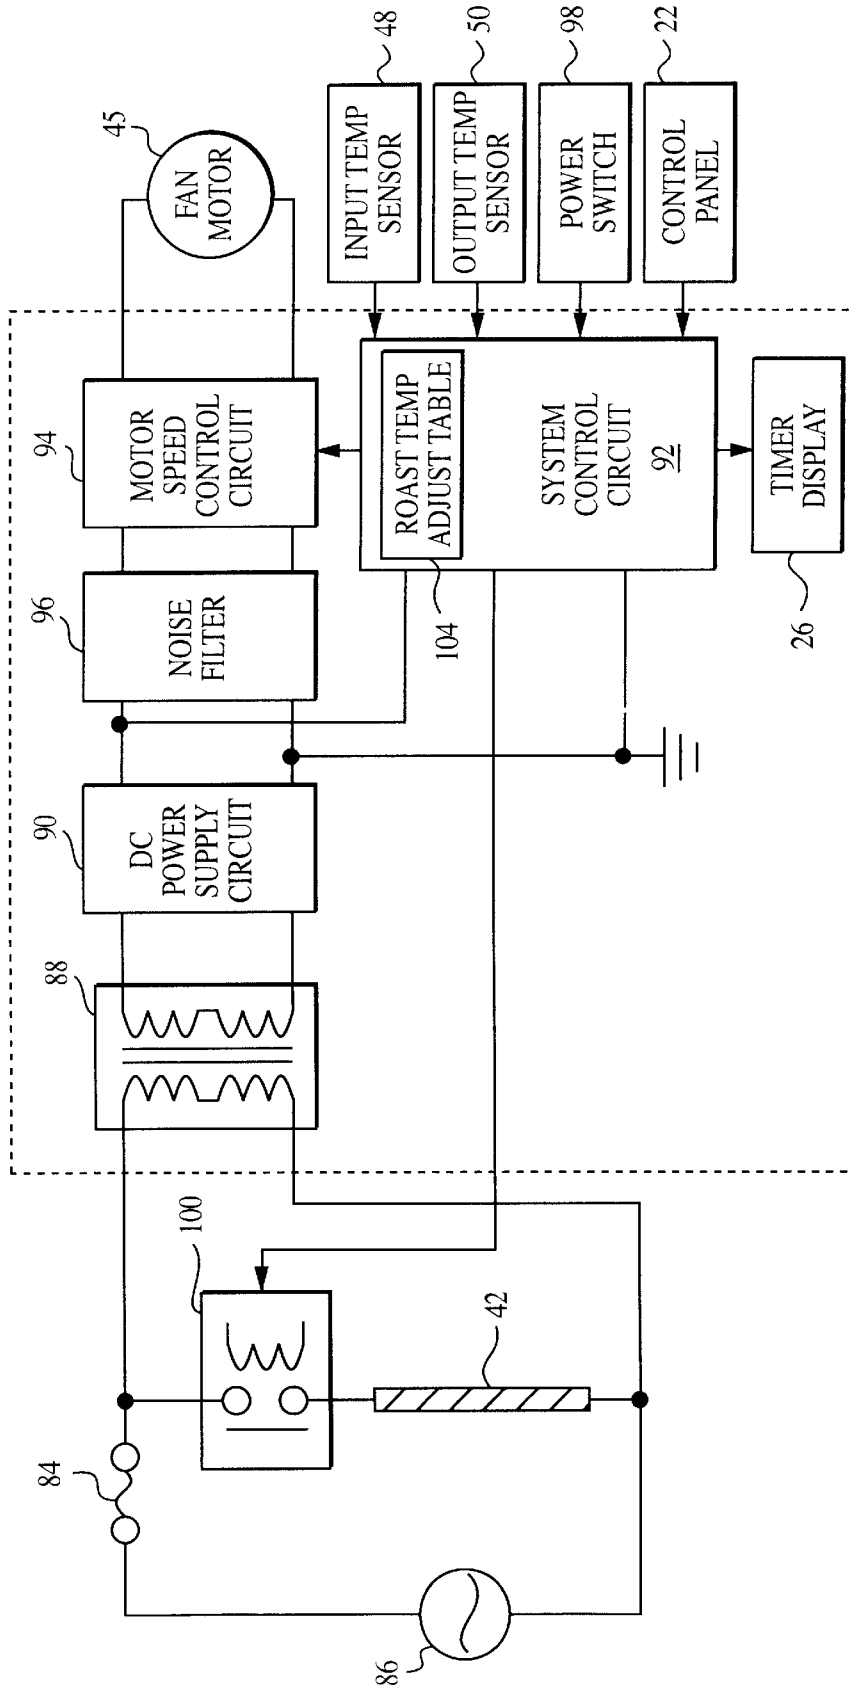 84
86
100
42
88
90
DC
POWER
SUPPLY
CIRCUIT
96
NOISE
FILTER
94
MOTOR
SPEED
CONTROL
CIRCUIT
45
FAN
MOTOR
104
ROAST TEMP
ADJUST TABLE
SYSTEM
CONTROL
CIRCUIT
92
INPUT TEMP
SENSOR
48
OUTPUT TEMP
SENSOR
50
POWER
SWITCH
98
CONTROL
PANEL
22
TIMER
DISPLAY
26